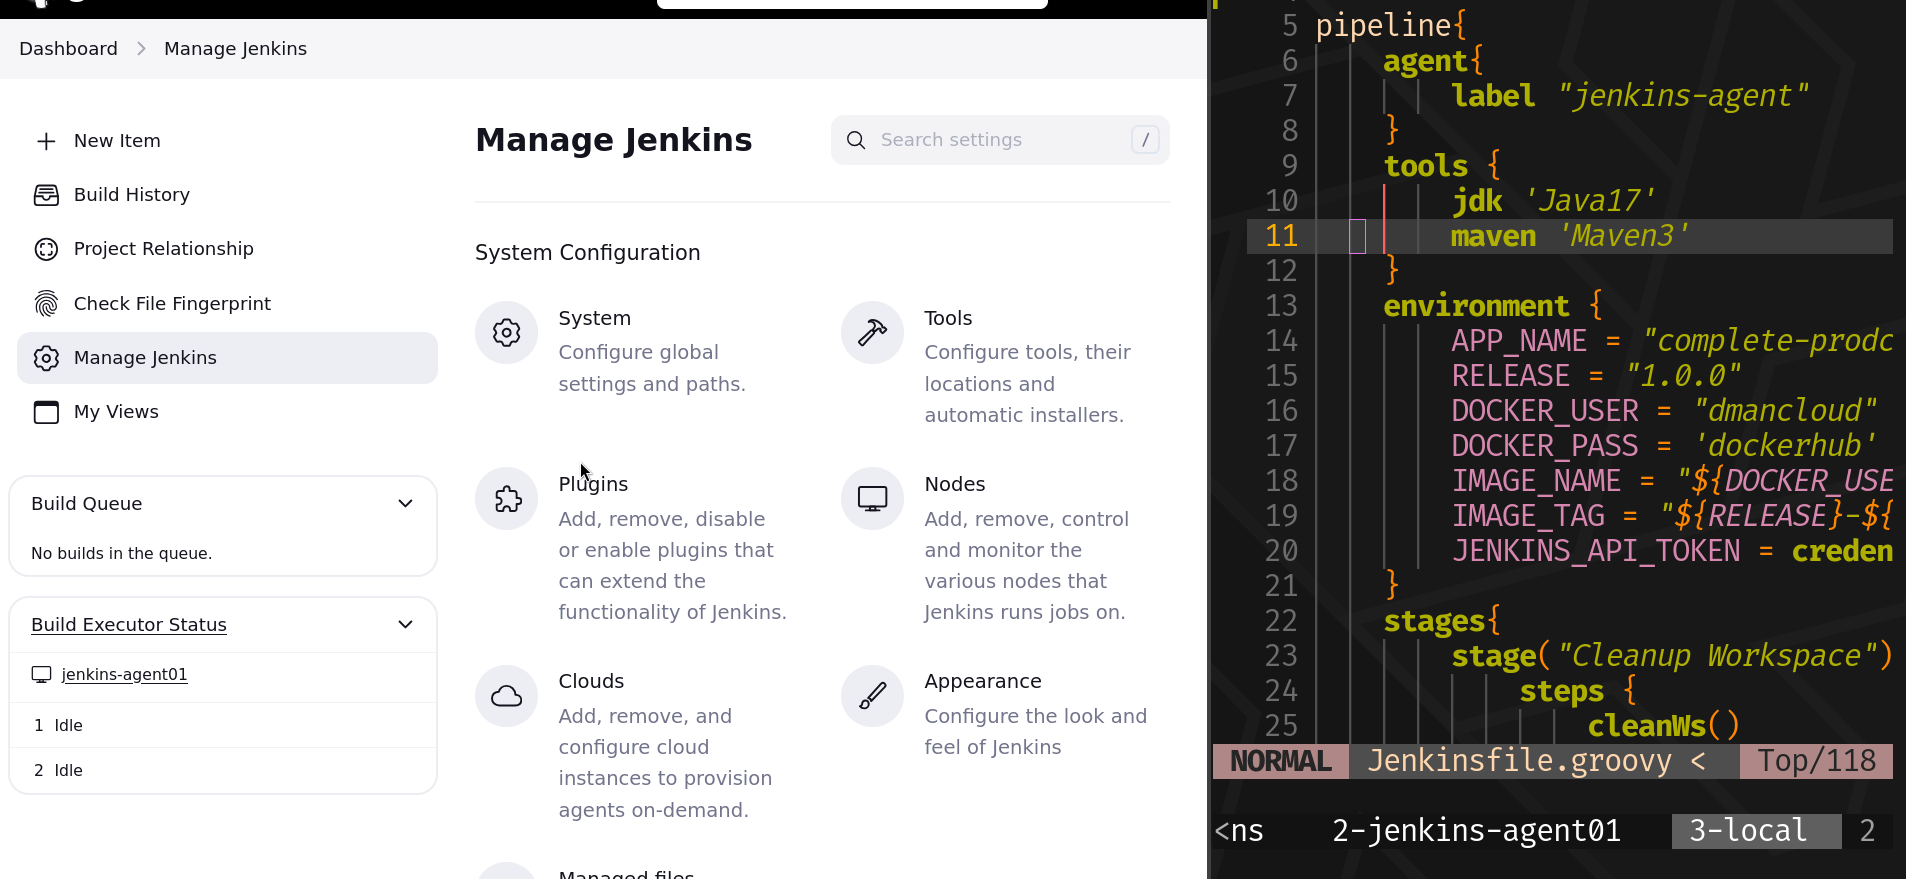 Dashboard > Manage Jenkins
New Item
Build History
Project Relationship
Check File Fingerprint
Manage Jenkins
My Views
Build Queue
No builds in the queue.
Build Executor Status
jenkins-agent01
1 Idle
2 Idle
Manage Jenkins
Search settings /
System Configuration
System
Configure global
settings and paths.
Tools
Configure tools, their
locations and
automatic installers.
Plugins
Add, remove, disable
or enable plugins that
can extend the
functionality of Jenkins.
Nodes
Add, remove, control
and monitor the
various nodes that
Jenkins runs jobs on.
Clouds
Add, remove, and
configure cloud
instances to provision
agents on-demand.
Appearance
Configure the look and
feel of Jenkins
Managed files
5 pipeline{
6 agent{
7 label "jenkins-agent"
8 }
9 tools {
10 jdk 'Java17'
11 maven 'Maven3'
12 }
13 environment {
14 APP_NAME = "complete-prodc
15 RELEASE = "1.0.0"
16 DOCKER_USER = "dmancloud"
17 DOCKER_PASS = 'dockerhub'
18 IMAGE_NAME = "${DOCKER_USE
19 IMAGE_TAG = "${RELEASE}-${
20 JENKINS_API_TOKEN = creden
21 }
22 stages{
23 stage("Cleanup Workspace")
24 steps {
25 cleanWs()
NORMAL Jenkinsfile.groovy < Top/118
<ns 2-jenkins-agent01 3-local 2